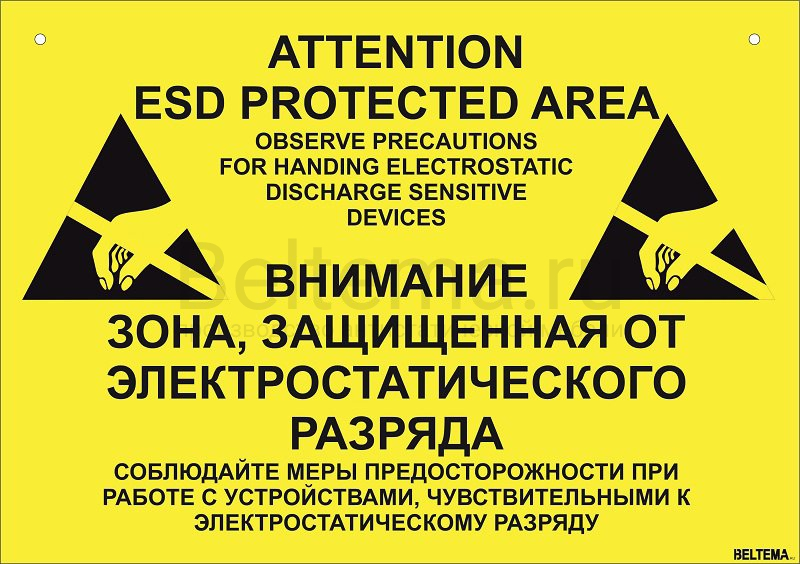 ATTENTION
ESD PROTECTED AREA
OBSERVE PRECAUTIONS
FOR HANDING ELECTROSTATIC
DISCHARGE SENSITIVE
DEVICES
Beltema.ru
ВНИМАНИЕ
ЗОНА, ЗАЩИЩЕННАЯ ОТ
ЭЛЕКТРОСТАТИЧЕСКОГО
РАЗРЯДА
СОБЛЮДАЙТЕ МЕРЫ ПРЕДОСТОРОЖНОСТИ ПРИ
РАБОТЕ С УСТРОЙСТВАМИ, ЧУВСТВИТЕЛЬНЫМИ К
ЭЛЕКТРОСТАТИЧЕСКОМУ РАЗРЯДУ
BELTEMA.RU